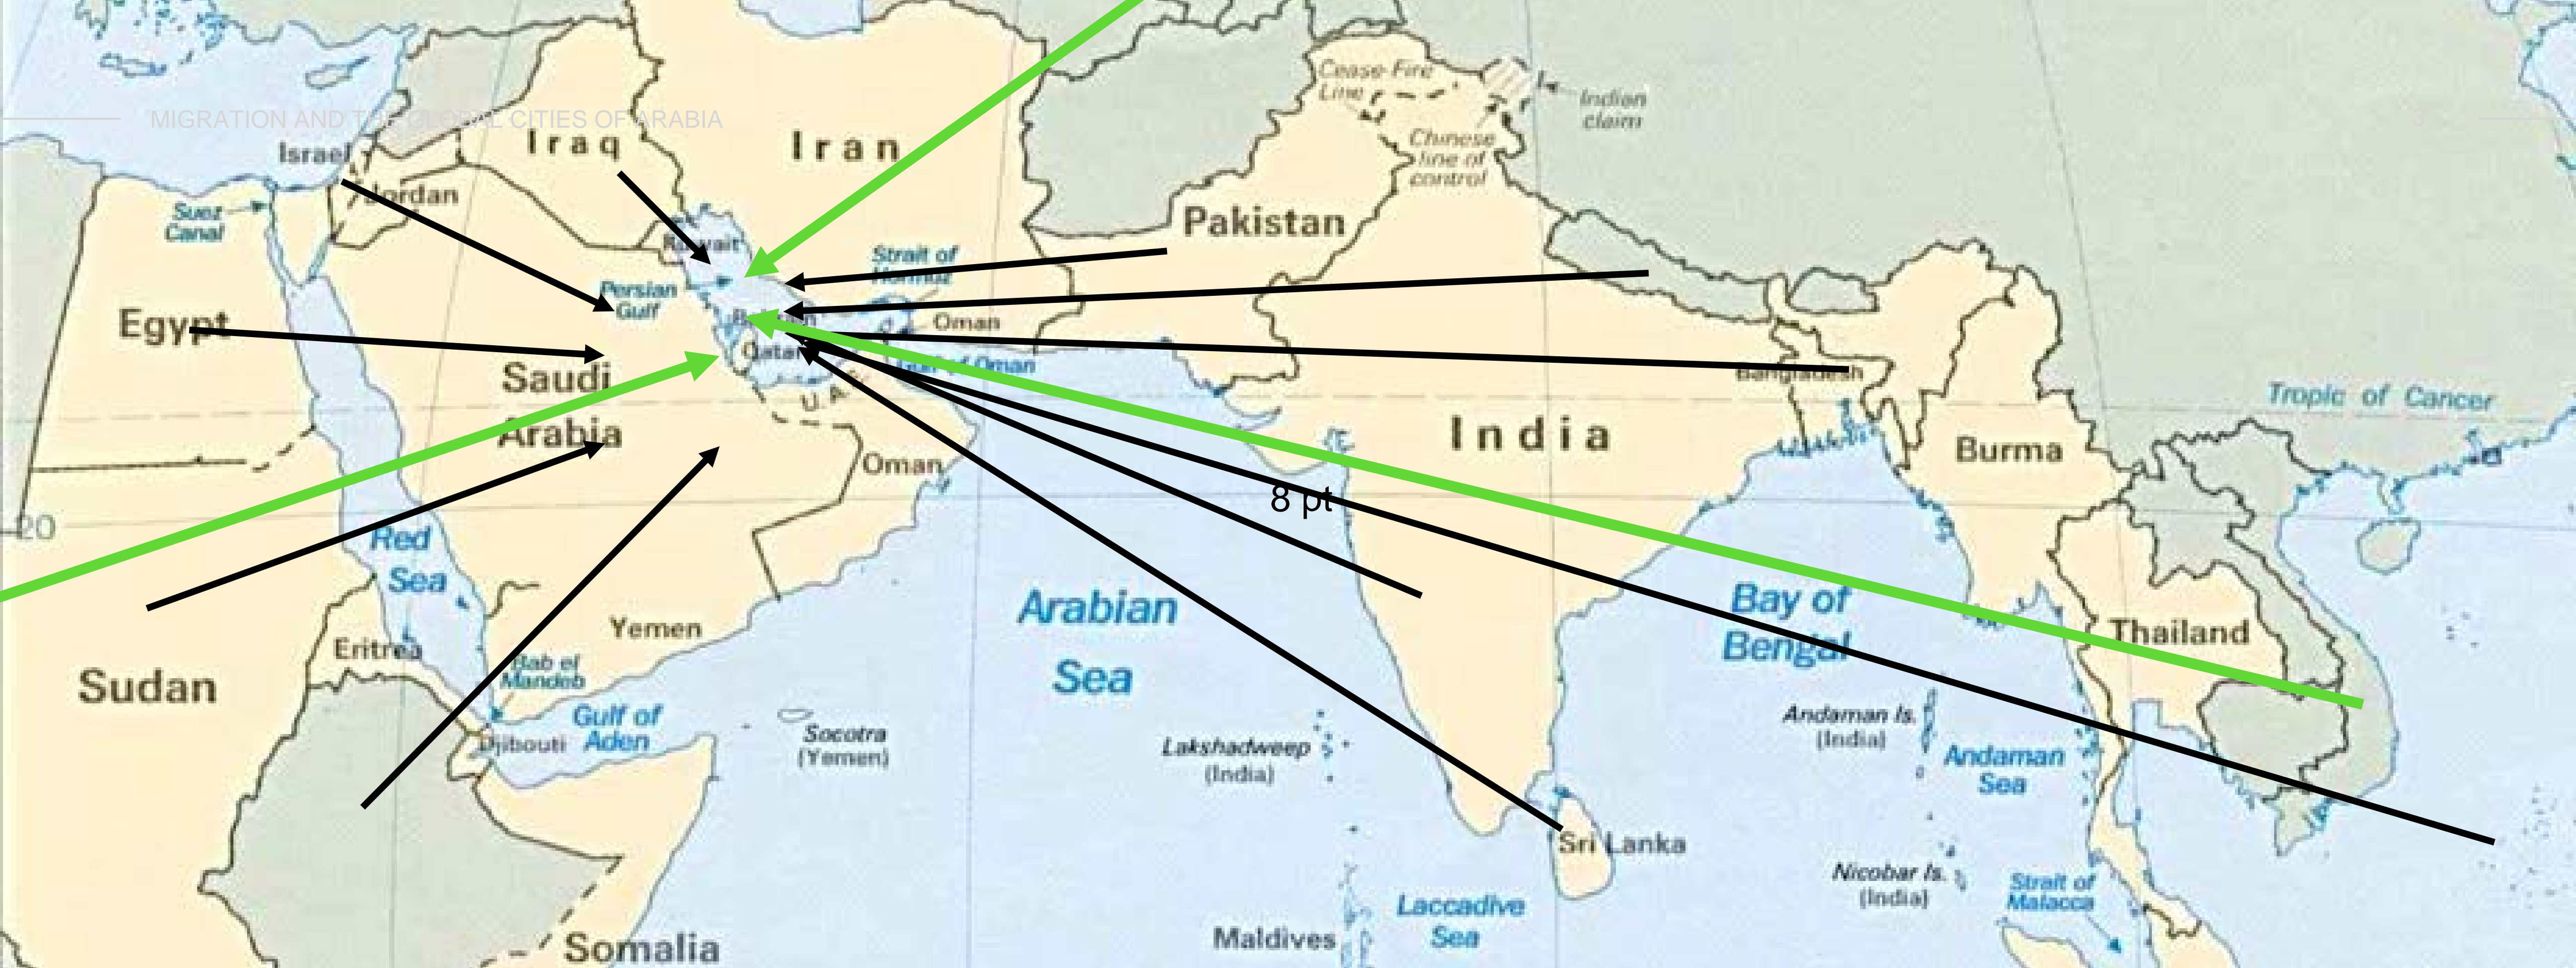 MIGRATION AND THE GLOBAL CITIES OF ARABIA
Cease-Fire
Line
Indian
claim
Chinese
line of
control
Israel
Iraq
Iran
Jordan
Suez
Canal
Kuwait
Pakistan
Strait of
Hormuz
Persian
Gulf
Egypt
Bahrain
Oman
Qatar
Gulf of Oman
Saudi
Arabia
U.A.E.
Bangladesh
Tropic of Cancer
India
Burma
Oman
8 pt
20
Red
Sea
Arabian
Sea
Bay of
Bengal
Yemen
Eritrea
Thailand
Bab el
Mandeb
Sudan
Gulf of
Aden
Djibouti
Socotra
(Yemen)
Lakshadweep
(India)
Andaman Is.
(India)
Andaman
Sea
Sri Lanka
Nicobar Is.
(India)
Strait of
Malacca
Laccadive
Sea
Maldives
Somalia